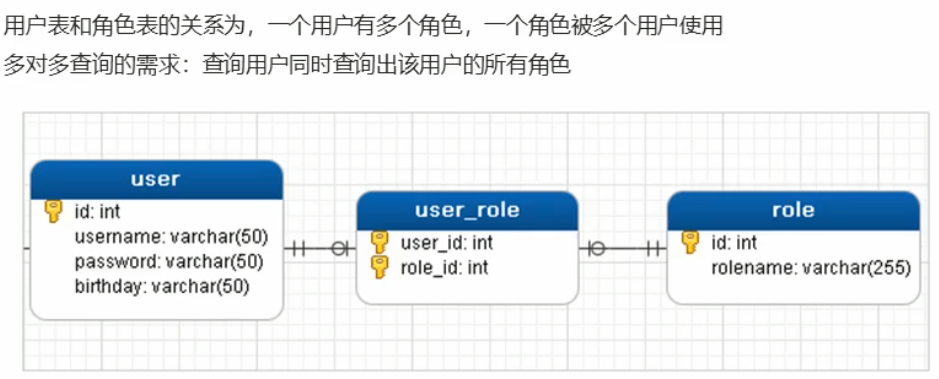 用户表和角色表的关系为，一个用户有多个角色，一个角色被多个用户使用
多对多查询的需求：查询用户同时查询出该用户的所有角色
user
id: int
username: varchar(50)
password: varchar(50)
birthday: varchar(50)
user_role
user_id: int
role_id: int
role
id: int
rolename: varchar(255)